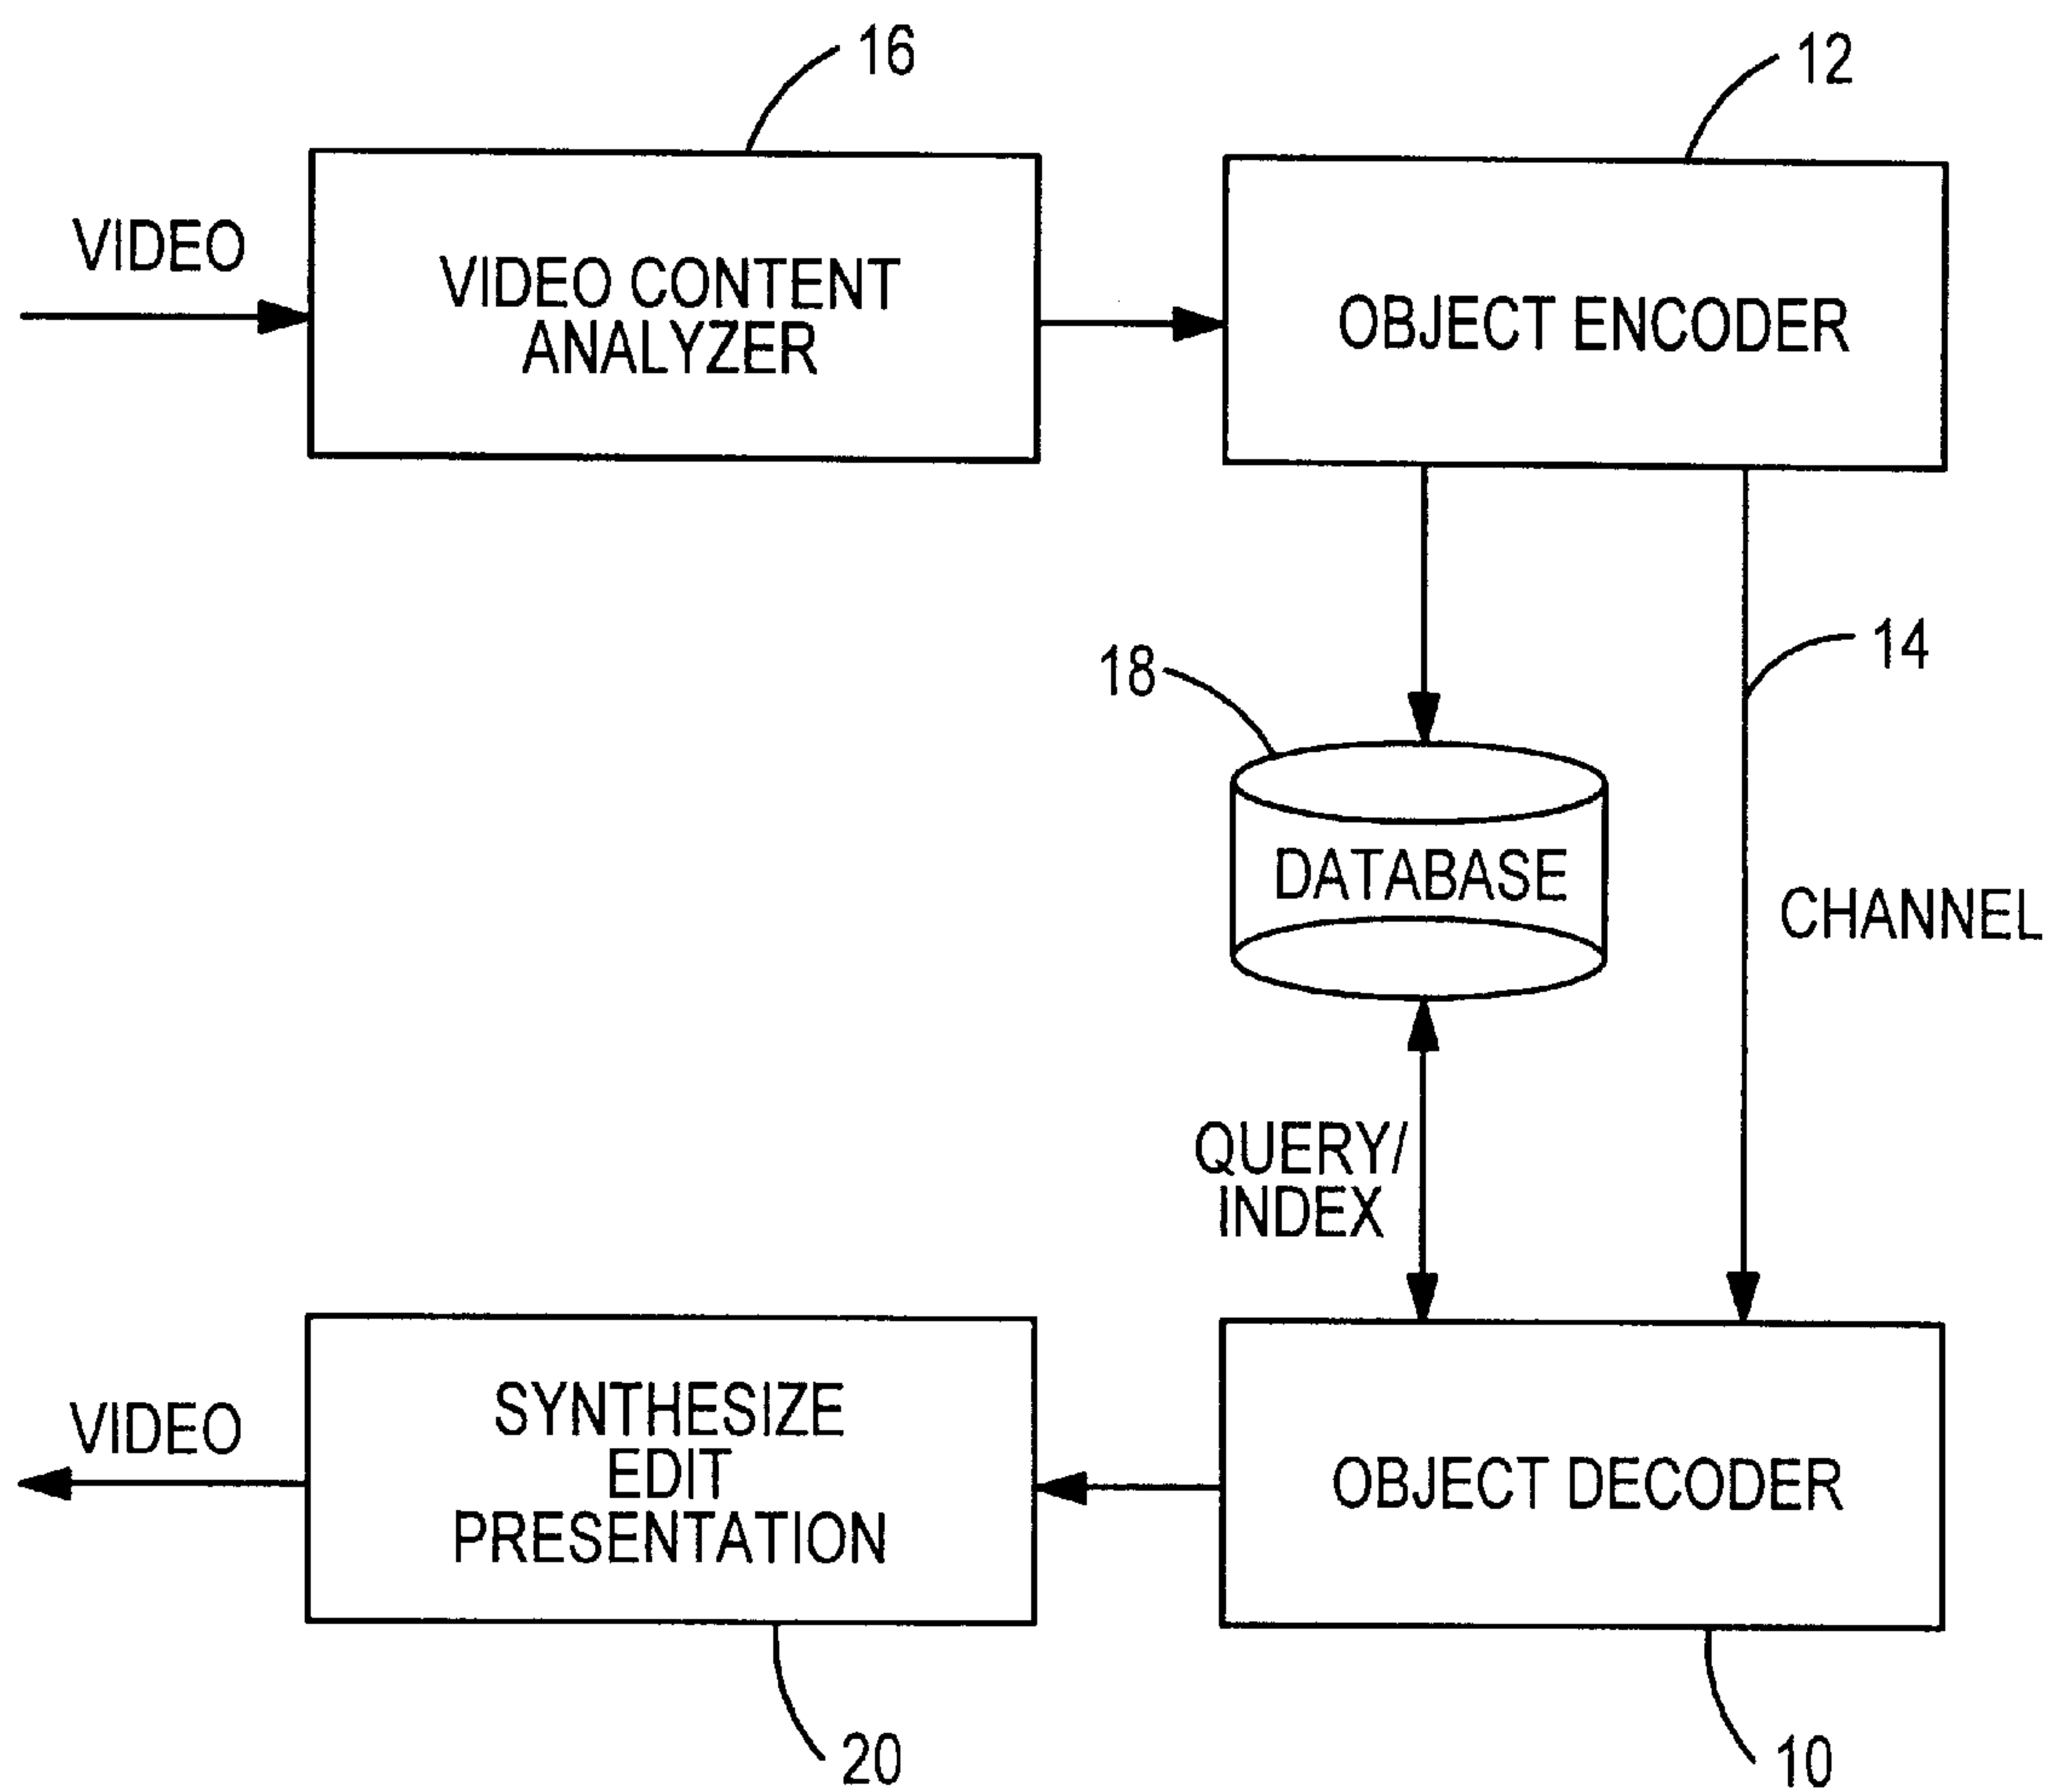 16
12
VIDEO
VIDEO CONTENT
ANALYZER
OBJECT ENCODER
18
14
DATABASE
CHANNEL
QUERY/
INDEX
VIDEO
SYNTHESIZE
EDIT
PRESENTATION
OBJECT DECODER
20
10